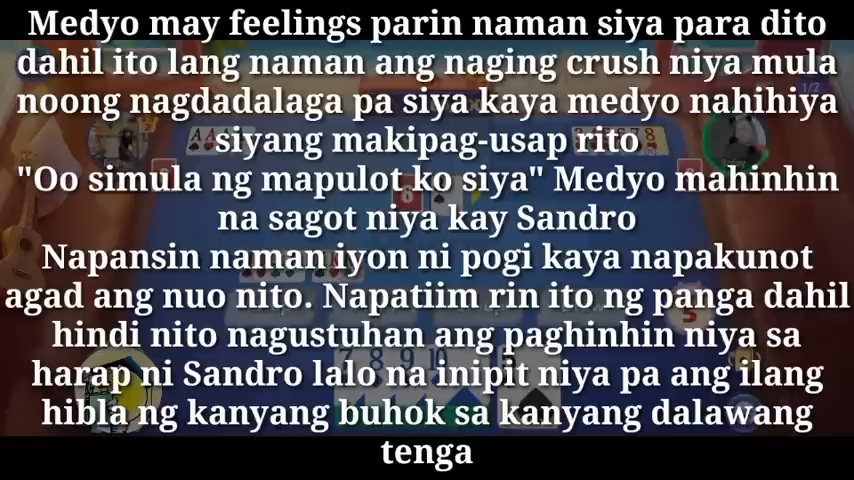 Medyo may feelings parin naman siya para dito
dahil ito lang naman ang naging crush niya mula
noong nagdadalaga pa siya kaya medyo nahihiya
siyang makipag-usap rito
"Oo simula ng mapulot ko siya" Medyo mahinhin
na sagot niya kay Sandro
Napansin naman iyon ni pogi kaya napakunot
agad ang nuo nito. Napatiim rin ito ng panga dahil
hindi nito nagustuhan ang paghinhin niya sa
harap ni Sandro lalo na inipit niya pa ang ilang
hibla ng kanyang buhok sa kanyang dalawang
tenga